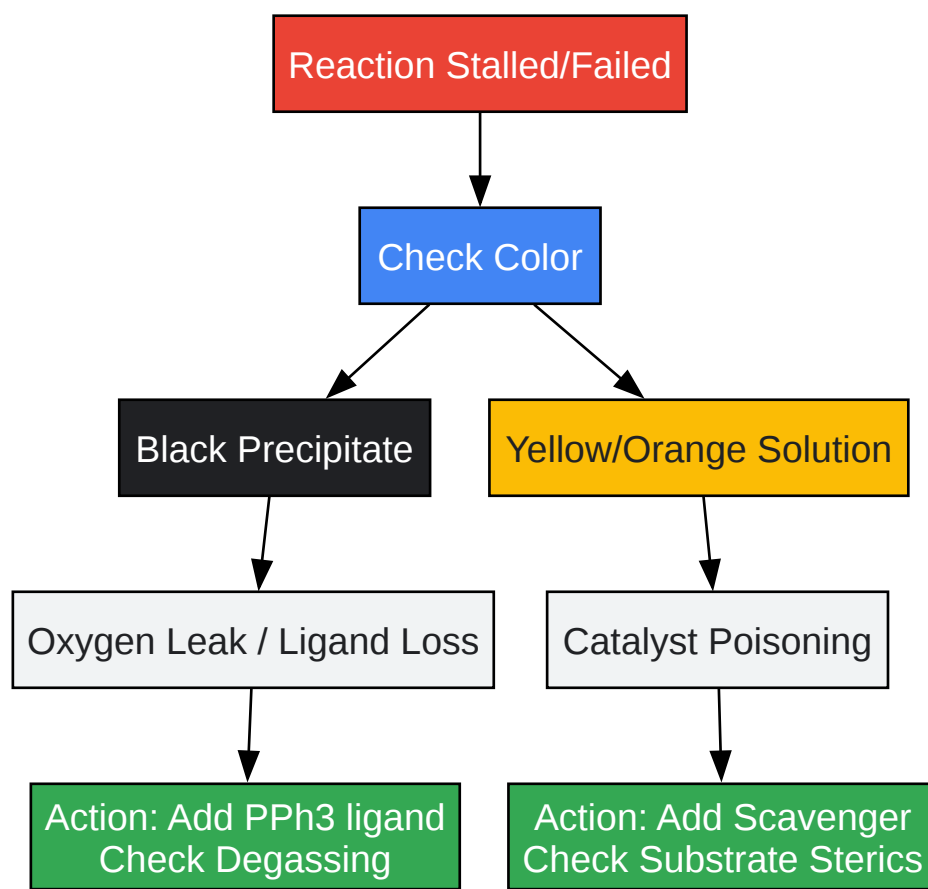 Reaction Stalled/Failed
Check Color
Black Precipitate
Yellow/Orange Solution
Oxygen Leak / Ligand Loss
Catalyst Poisoning
Action: Add PPh3 ligand
Check Degassing
Action: Add Scavenger
Check Substrate Sterics